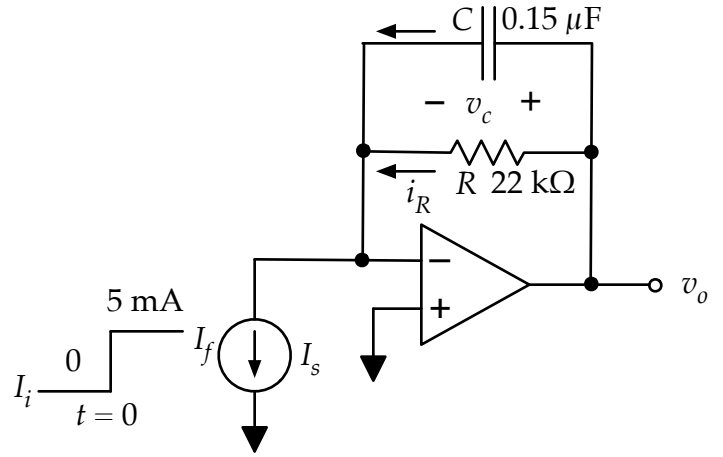 C 0.15 μF
− v_c +
i_R R 22 kΩ
−
+
v_o
5 mA
0
I_i
t = 0
I_f
I_s